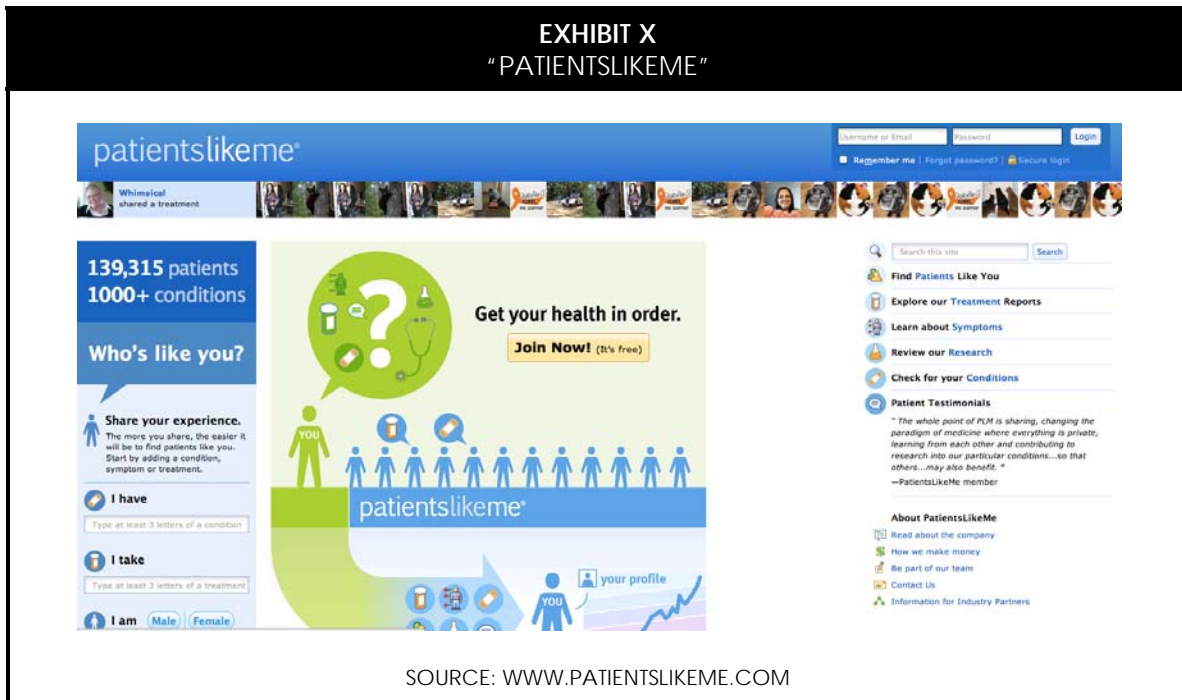 EXHIBIT X
"PATIENTSLIKEME"
patientslikeme®
Username or Email
Password
Login
Remember me | Forgot password? | Secure login
Whimsical
shared a treatment
139,315 patients
1000+ conditions
Who's like you?
Share your experience.
The more you share, the easier it
will be to find patients like you.
Start by adding a condition,
symptom or treatment.
I have
Type at least 3 letters of a condition
I take
Type at least 3 letters of a treatment
I am Male Female
Get your health in order.
Join Now! (It's free)
YOU
patientslikeme®
YOU
your profile
Search this site
Search
Find Patients Like You
Explore our Treatment Reports
Learn about Symptoms
Review our Research
Check for your Conditions
Patient Testimonials
" The whole point of PLM is sharing, changing the
paradigm of medicine where everything is private,
learning from each other and contributing to
research into our particular conditions...so that
others...may also benefit. "
—PatientsLikeMe member
About PatientsLikeMe
Read about the company
How we make money
Be part of our team
Contact Us
Information for Industry Partners
SOURCE: WWW.PATIENTSLIKEME.COM